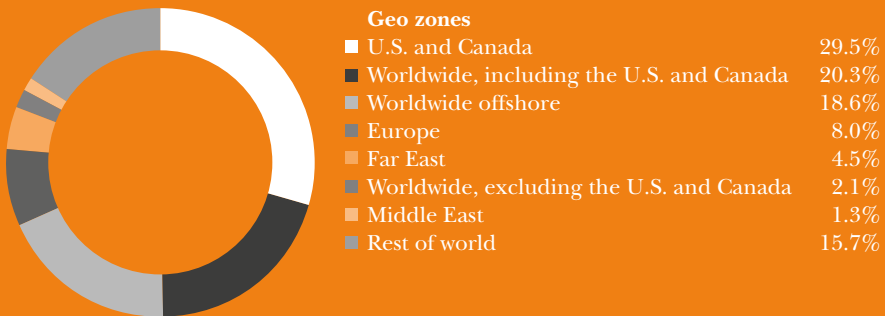 Geo zones
U.S. and Canada 29.5%
Worldwide, including the U.S. and Canada 20.3%
Worldwide offshore 18.6%
Europe 8.0%
Far East 4.5%
Worldwide, excluding the U.S. and Canada 2.1%
Middle East 1.3%
Rest of world 15.7%